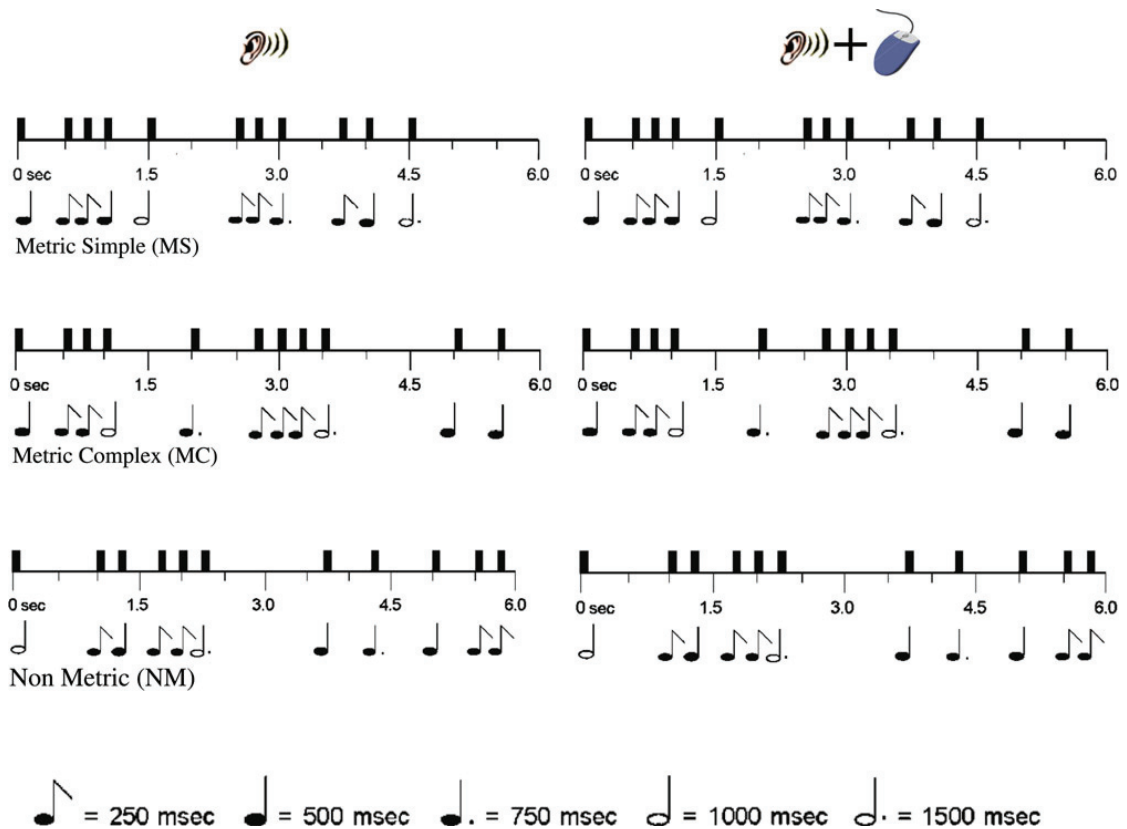 0 sec 1.5 3.0 4.5 6.0 0 sec 1.5 3.0 4.5 6.0
Metric Simple (MS)
0 sec 1.5 3.0 4.5 6.0 0 sec 1.5 3.0 4.5 6.0
Metric Complex (MC)
0 sec 1.5 3.0 4.5 6.0 0 sec 1.5 3.0 4.5 6.0
Non Metric (NM)
= 250 msec = 500 msec = 750 msec = 1000 msec = 1500 msec